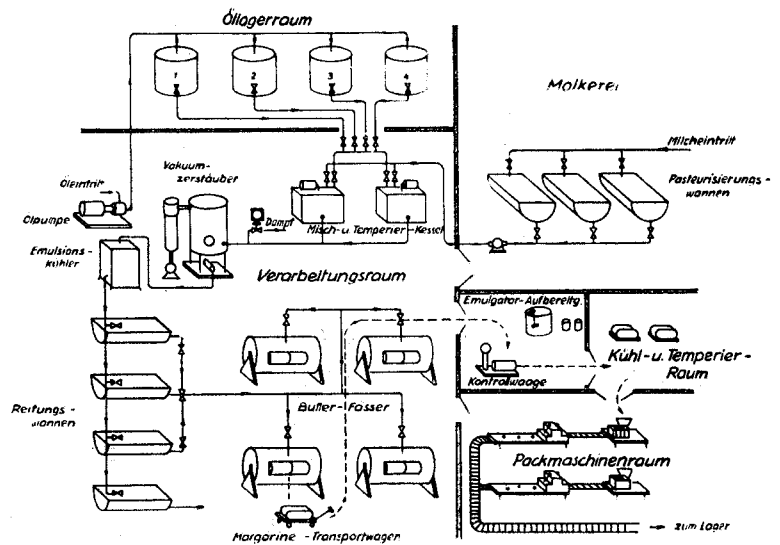 Öllagerraum
1
2
3
4
Molkerei
Milcheintritt
Pasteurisierungs-
wannen
Öleintritt
Ölpumpe
Vakuum-
zerstäuber
Dampf
Misch- u. Temperier-Kessel
Emulsions-
kühler
Verarbeitungsraum
Emulgator-Aufbereitg.
Kontrollwaage
Kühl- u. Temperier-
Raum
Reifungs-
wannen
Butter-Fässer
Packmaschinenraum
Margarine-Transportwagen
zum Lager